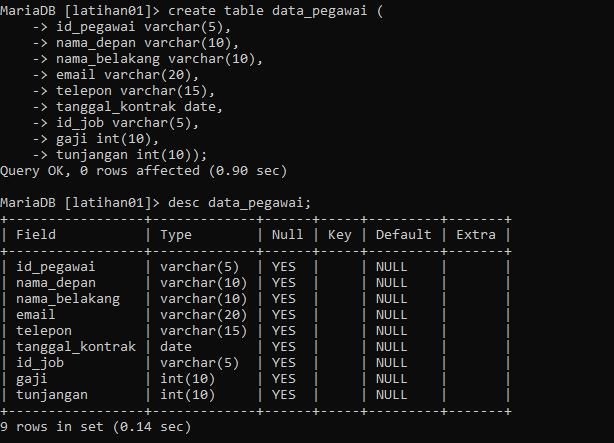 MariaDB [latihan01]> create table data_pegawai (
    -> id_pegawai varchar(5),
    -> nama_depan varchar(10),
    -> nama_belakang varchar(10),
    -> email varchar(20),
    -> telepon varchar(15),
    -> tanggal_kontrak date,
    -> id_job varchar(5),
    -> gaji int(10),
    -> tunjangan int(10));
Query OK, 0 rows affected (0.90 sec)

MariaDB [latihan01]> desc data_pegawai;
+-----------------+-------------+------+-----+---------+-------+
| Field           | Type        | Null | Key | Default | Extra |
+-----------------+-------------+------+-----+---------+-------+
| id_pegawai      | varchar(5)  | YES  |     | NULL    |       |
| nama_depan      | varchar(10) | YES  |     | NULL    |       |
| nama_belakang   | varchar(10) | YES  |     | NULL    |       |
| email           | varchar(20) | YES  |     | NULL    |       |
| telepon         | varchar(15) | YES  |     | NULL    |       |
| tanggal_kontrak | date        | YES  |     | NULL    |       |
| id_job          | varchar(5)  | YES  |     | NULL    |       |
| gaji            | int(10)     | YES  |     | NULL    |       |
| tunjangan       | int(10)     | YES  |     | NULL    |       |
+-----------------+-------------+------+-----+---------+-------+
9 rows in set (0.14 sec)